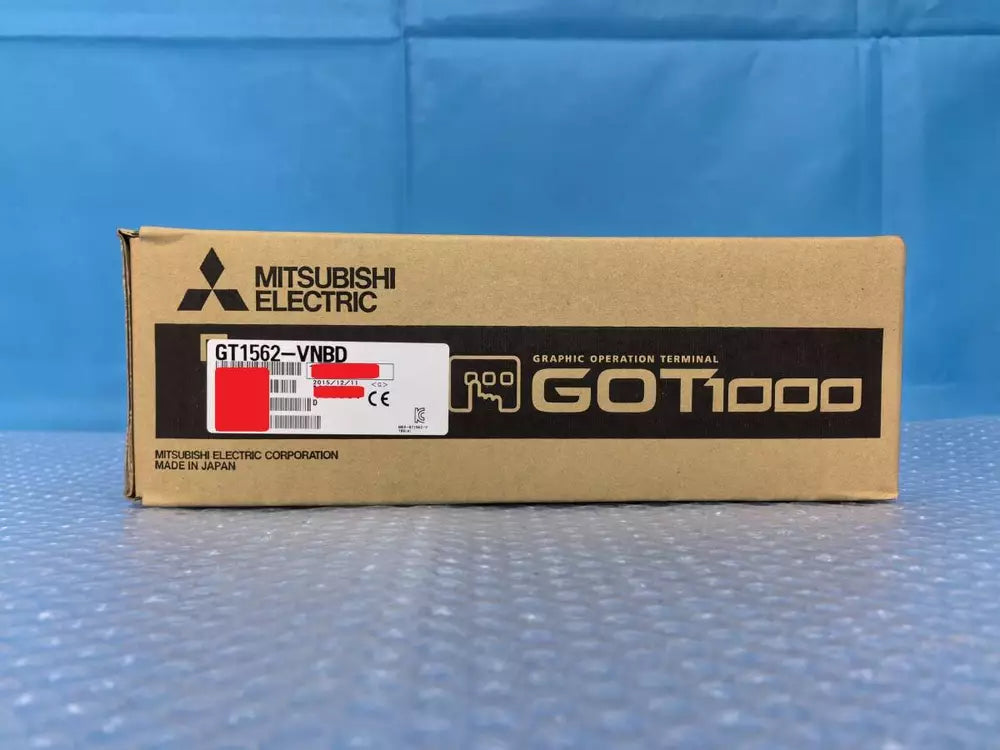 MITSUBISHI
ELECTRIC
GT1562-VNBD
2015/12/11 <G>
D
CE
GRAPHIC OPERATION TERMINAL
GOT1000
MITSUBISHI ELECTRIC CORPORATION
MADE IN JAPAN